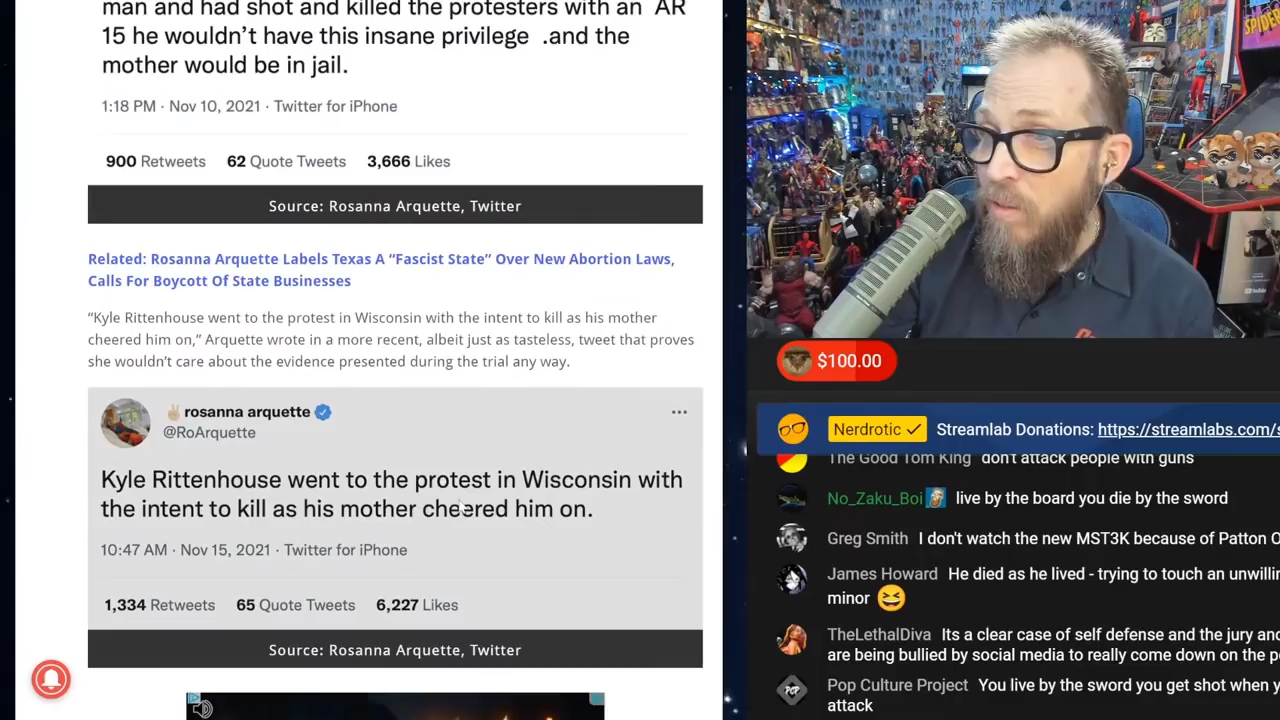 man and had shot and killed the protesters with an AR
15 he wouldn't have this insane privilege .and the
mother would be in jail.
1:18 PM · Nov 10, 2021 · Twitter for iPhone
900 Retweets 62 Quote Tweets 3,666 Likes
Source: Rosanna Arquette, Twitter
Related: Rosanna Arquette Labels Texas A “Fascist State” Over New Abortion Laws,
Calls For Boycott Of State Businesses
“Kyle Rittenhouse went to the protest in Wisconsin with the intent to kill as his mother
cheered him on,” Arquette wrote in a more recent, albeit just as tasteless, tweet that proves
she wouldn’t care about the evidence presented during the trial any way.
✌🏼 rosanna arquette
@RoArquette
Kyle Rittenhouse went to the protest in Wisconsin with
the intent to kill as his mother cheered him on.
10:47 AM · Nov 15, 2021 · Twitter for iPhone
1,334 Retweets 65 Quote Tweets 6,227 Likes
Source: Rosanna Arquette, Twitter
$100.00
Nerdrotic ✓ Streamlab Donations: https://streamlabs.com/
The Good Tom King don't attack people with guns
No_Zaku_Boi live by the board you die by the sword
Greg Smith I don't watch the new MST3K because of Patton
James Howard He died as he lived - trying to touch an unwilling
minor 😆
TheLethalDiva Its a clear case of self defense and the jury and
are being bullied by social media to really come down on the
Pop Culture Project You live by the sword you get shot when
attack
POP
SPIDER
YouTube